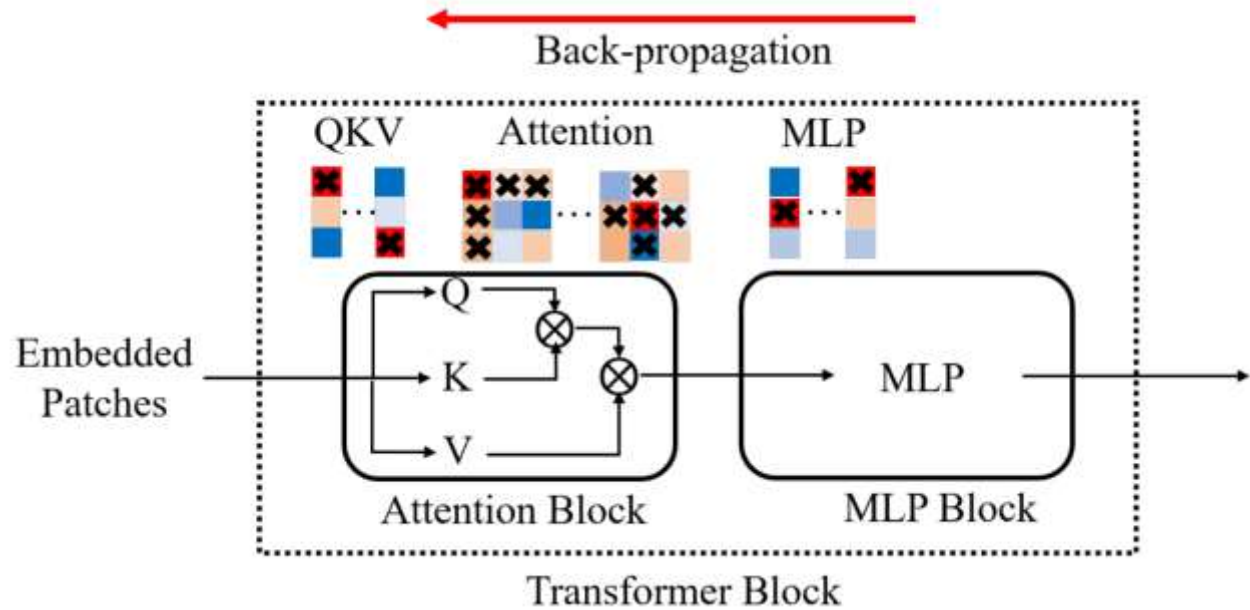 Back-propagation
QKV
Attention
MLP
Q
K
V
Embedded
Patches
MLP
Attention Block
MLP Block
Transformer Block